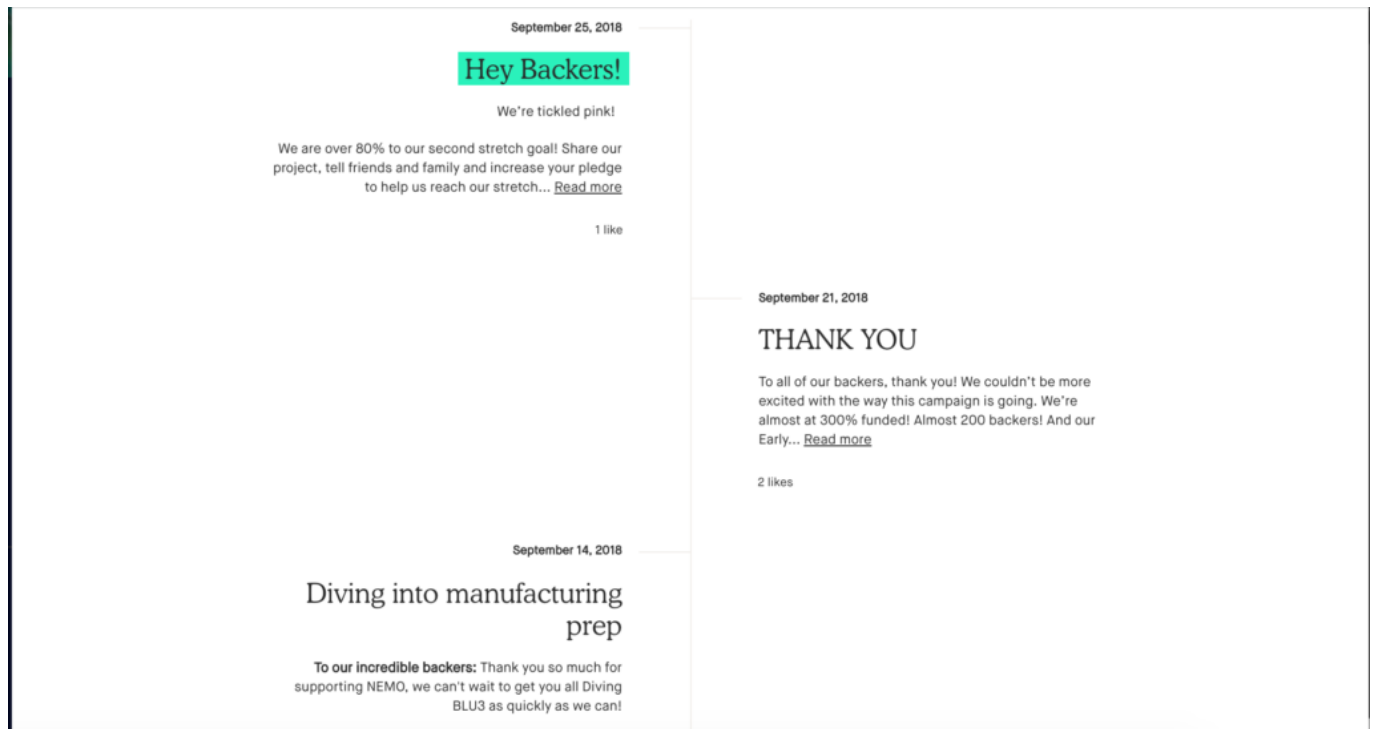 September 25, 2018
Hey Backers!
We're tickled pink!
We are over 80% to our second stretch goal! Share our
project, tell friends and family and increase your pledge
to help us reach our stretch... Read more
1 like
September 21, 2018
THANK YOU
To all of our backers, thank you! We couldn't be more
excited with the way this campaign is going. We're
almost at 300% funded! Almost 200 backers! And our
Early... Read more
2 likes
September 14, 2018
Diving into manufacturing
prep
To our incredible backers: Thank you so much for
supporting NEMO, we can't wait to get you all Diving
BLU3 as quickly as we can!